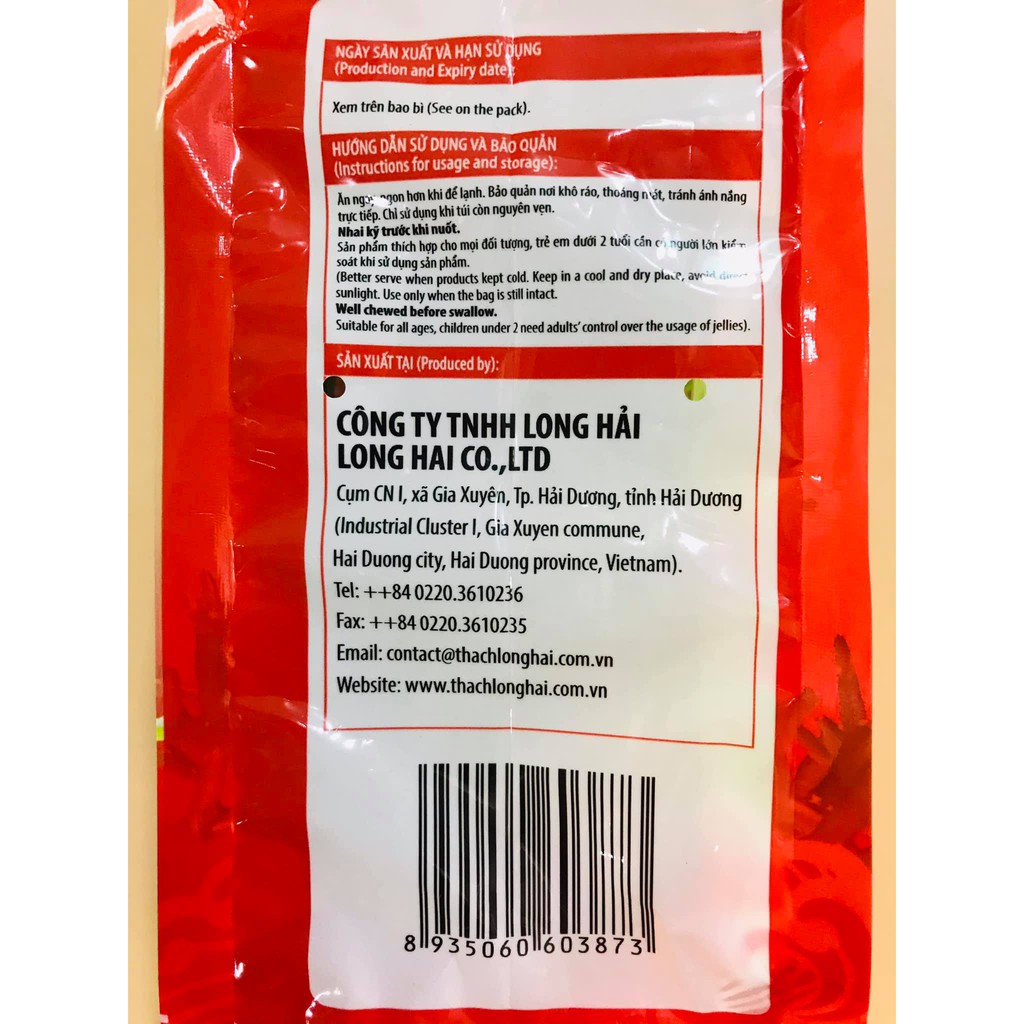 NGÀY SẢN XUẤT VÀ HẠN SỬ DỤNG
(Production and Expiry date):
Xem trên bao bì (See on the pack).
HƯỚNG DẪN SỬ DỤNG VÀ BẢO QUẢN
(Instructions for usage and storage):
Ăn ngay, ngon hơn khi để lạnh. Bảo quản nơi khô ráo, thoáng mát, tránh ánh nắng
trực tiếp. Chỉ sử dụng khi túi còn nguyên vẹn.
Nhai kỹ trước khi nuốt.
Sản phẩm thích hợp cho mọi đối tượng, trẻ em dưới 2 tuổi cần có người lớn kiểm
soát khi sử dụng sản phẩm.
(Better serve when products kept cold. Keep in a cool and dry place, avoid direct
sunlight. Use only when the bag is still intact.
Well chewed before swallow.
Suitable for all ages, children under 2 need adults' control over the usage of jellies).
SẢN XUẤT TẠI (Produced by):
CÔNG TY TNHH LONG HẢI
LONG HAI CO.,LTD
Cụm CN I, xã Gia Xuyên, Tp. Hải Dương, tỉnh Hải Dương
(Industrial Cluster I, Gia Xuyen commune,
Hai Duong city, Hai Duong province, Vietnam).
Tel: ++84 0220.3610236
Fax: ++84 0220.3610235
Email: contact@thachlonghai.com.vn
Website: www.thachlonghai.com.vn
8 935060 603873